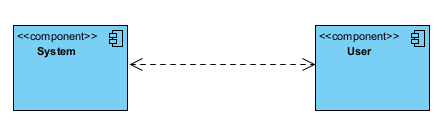 <<component>>
System
<<component>>
User